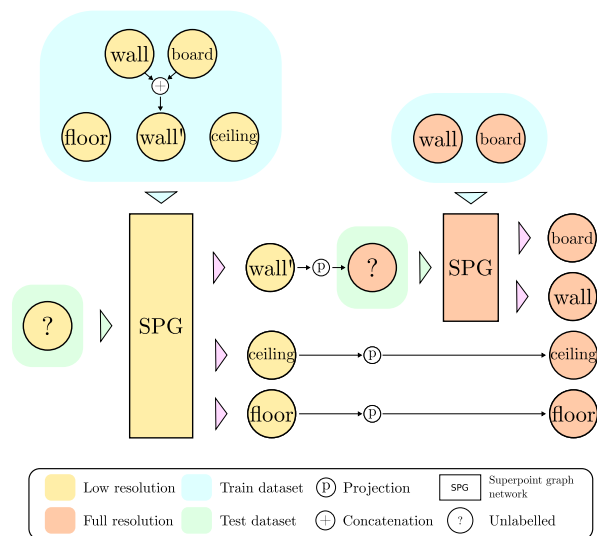 wall board
+
floor wall' ceiling
wall board
board
wall' p ? SPG
wall
? SPG
ceiling p ceiling
floor p floor
Low resolution Train dataset p Projection SPG Superpoint graph
network
Full resolution Test dataset + Concatenation ? Unlabelled